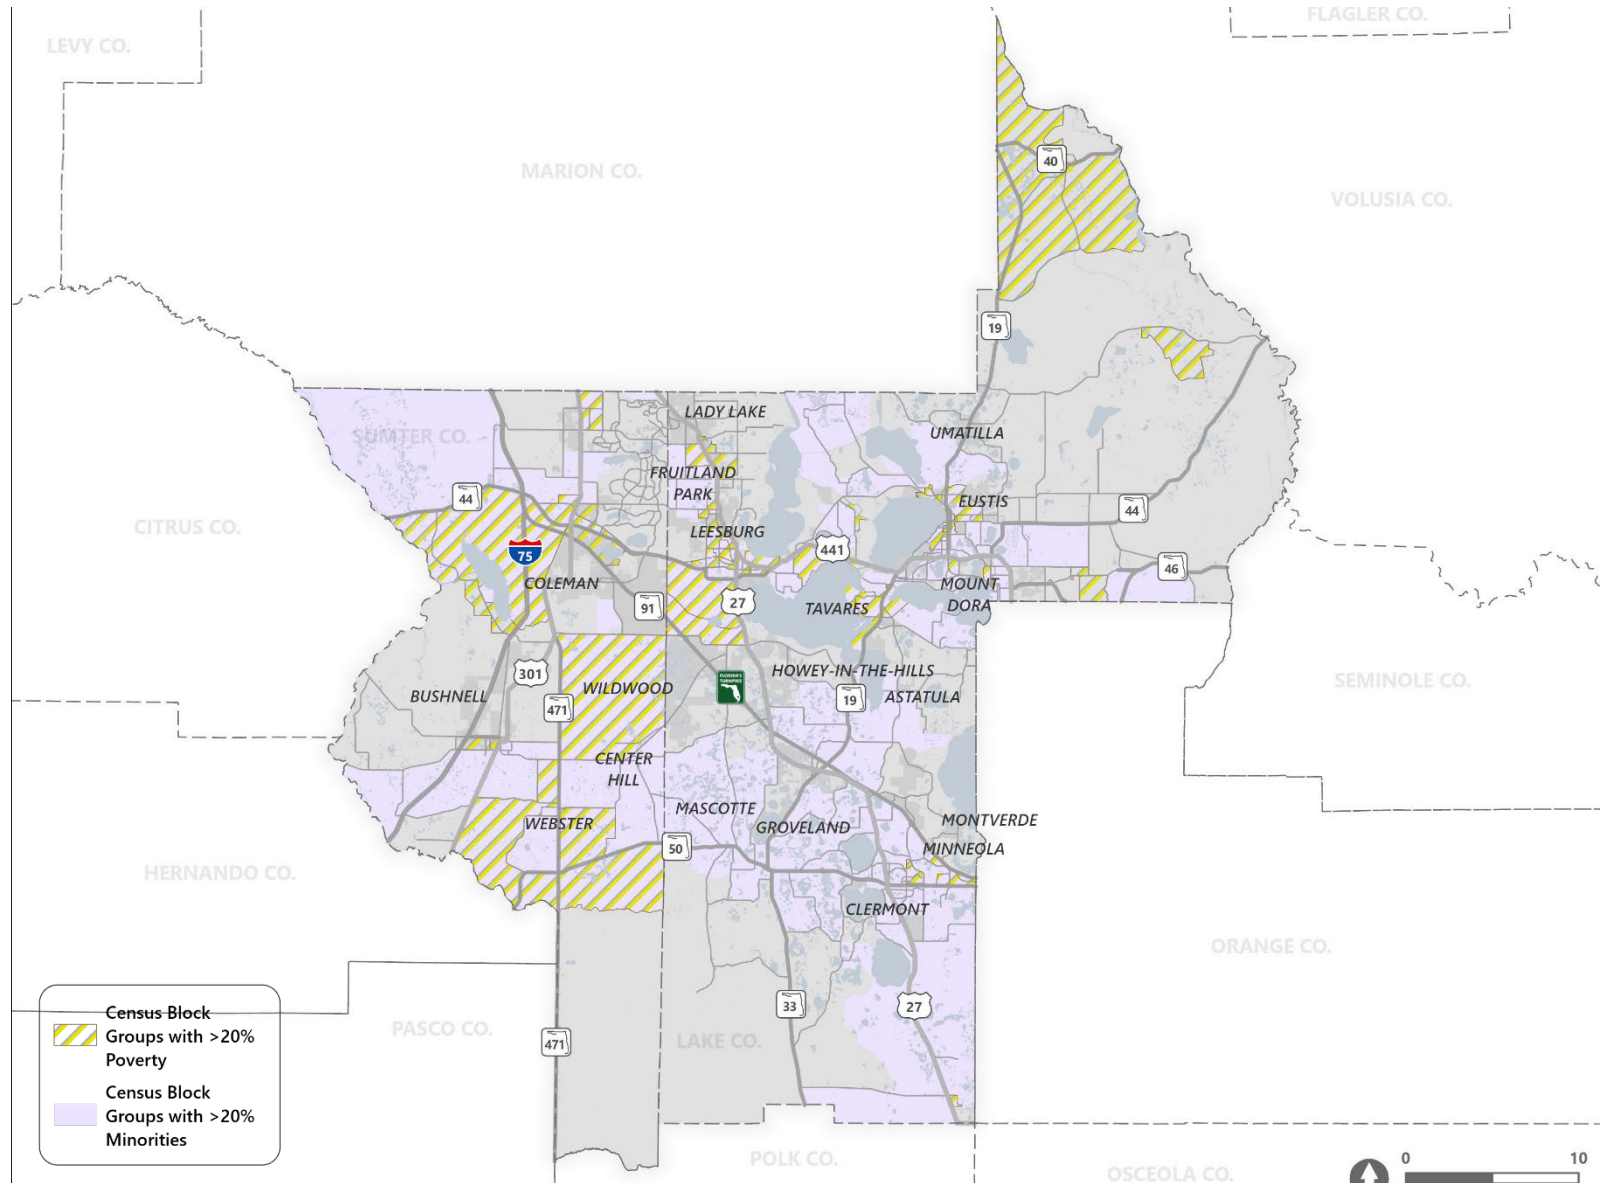 FLAGLER CO.
LEVY CO.
40
MARION CO.
VOLUSIA CO.
19
LADY LAKE
UMATILLA
SUMTER CO.
FRUITLAND
PARK
44
EUSTIS
44
CITRUS CO.
LEESBURG
441
75
46
COLEMAN
MOUNT
DORA
91
27
TAVARES
301
HOWEY-IN-THE-HILLS
SEMINOLE CO.
WILDWOOD
FLORIDA'S
TURNPIKE
BUSHNELL
471
19
ASTATULA
CENTER
HILL
MASCOTTE
WEBSTER
GROVELAND
MONTVERDE
50
MINNEOLA
HERNANDO CO.
CLERMONT
ORANGE CO.
33
27
PASCO CO.
LAKE CO.
471
Census Block
Groups with >20%
Poverty
Census Block
Groups with >20%
Minorities
POLK CO.
OSCEOLA CO.
0
10